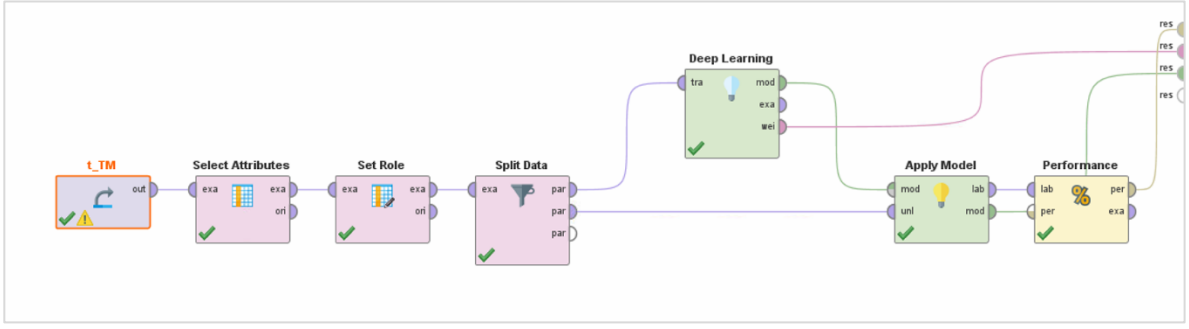 res
res
res
res
Deep Learning
tra mod
exa
wei
t_TM
out
Select Attributes
exa exa
ori
Set Role
exa exa
ori
Split Data
exa par
par
par
Apply Model
mod lab
unl mod
Performance
lab per
per exa
%